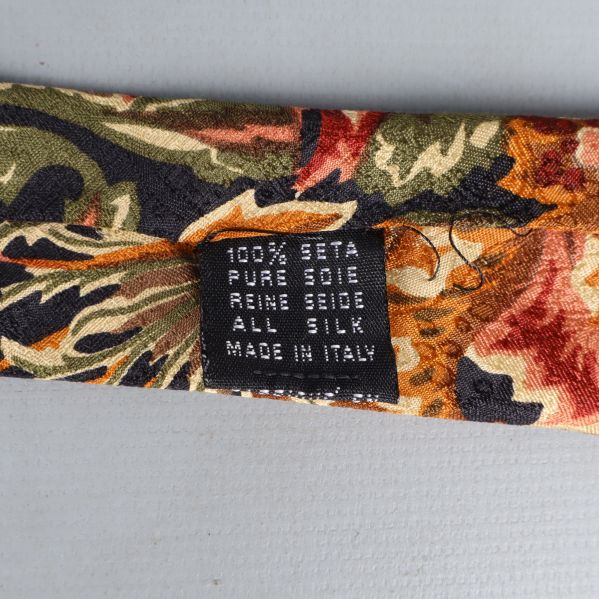 100% SETA
PURE SOIE
REINE SEIDE
ALL SILK
MADE IN ITALY